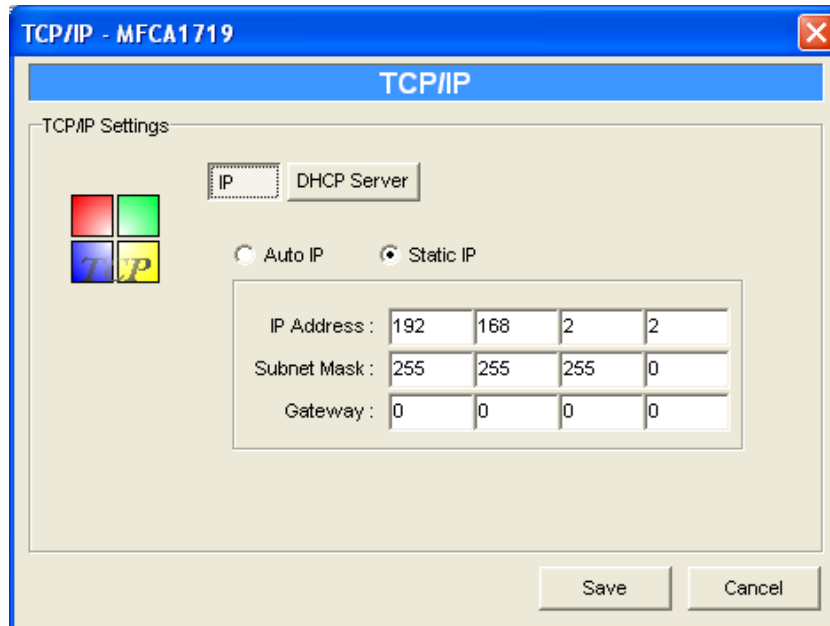 TCP/IP - MFCA1719
TCP/IP
TCP/IP Settings
IP DHCP Server
TCP
Auto IP Static IP
IP Address : 192 168 2 2
Subnet Mask : 255 255 255 0
Gateway : 0 0 0 0
Save Cancel